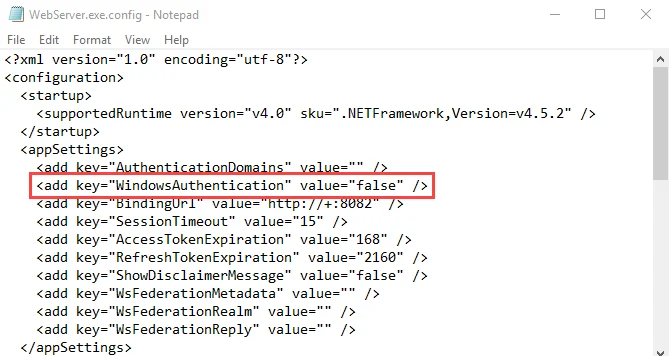 WebServer.exe.config - Notepad
File Edit Format View Help
<?xml version="1.0" encoding="utf-8"?>
<configuration>
<startup>
<supportedRuntime version="v4.0" sku=".NETFramework,Version=v4.5.2" />
</startup>
<appSettings>
<add key="AuthenticationDomains" value="" />
<add key="WindowsAuthentication" value="false" />
<add key="BindingUrl" value="http://+:8082" />
<add key="SessionTimeout" value="15" />
<add key="AccessTokenExpiration" value="168" />
<add key="RefreshTokenExpiration" value="2160" />
<add key="ShowDisclaimerMessage" value="false" />
<add key="WsFederationMetadata" value="" />
<add key="WsFederationRealm" value="" />
<add key="WsFederationReply" value="" />
</appSettings>